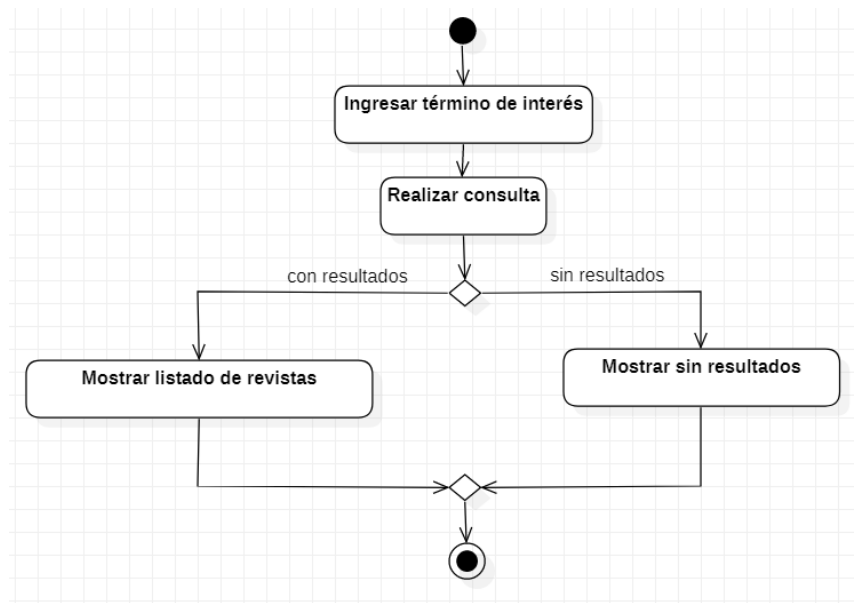 Ingresar término de interés
Realizar consulta
con resultados
sin resultados
Mostrar listado de revistas
Mostrar sin resultados